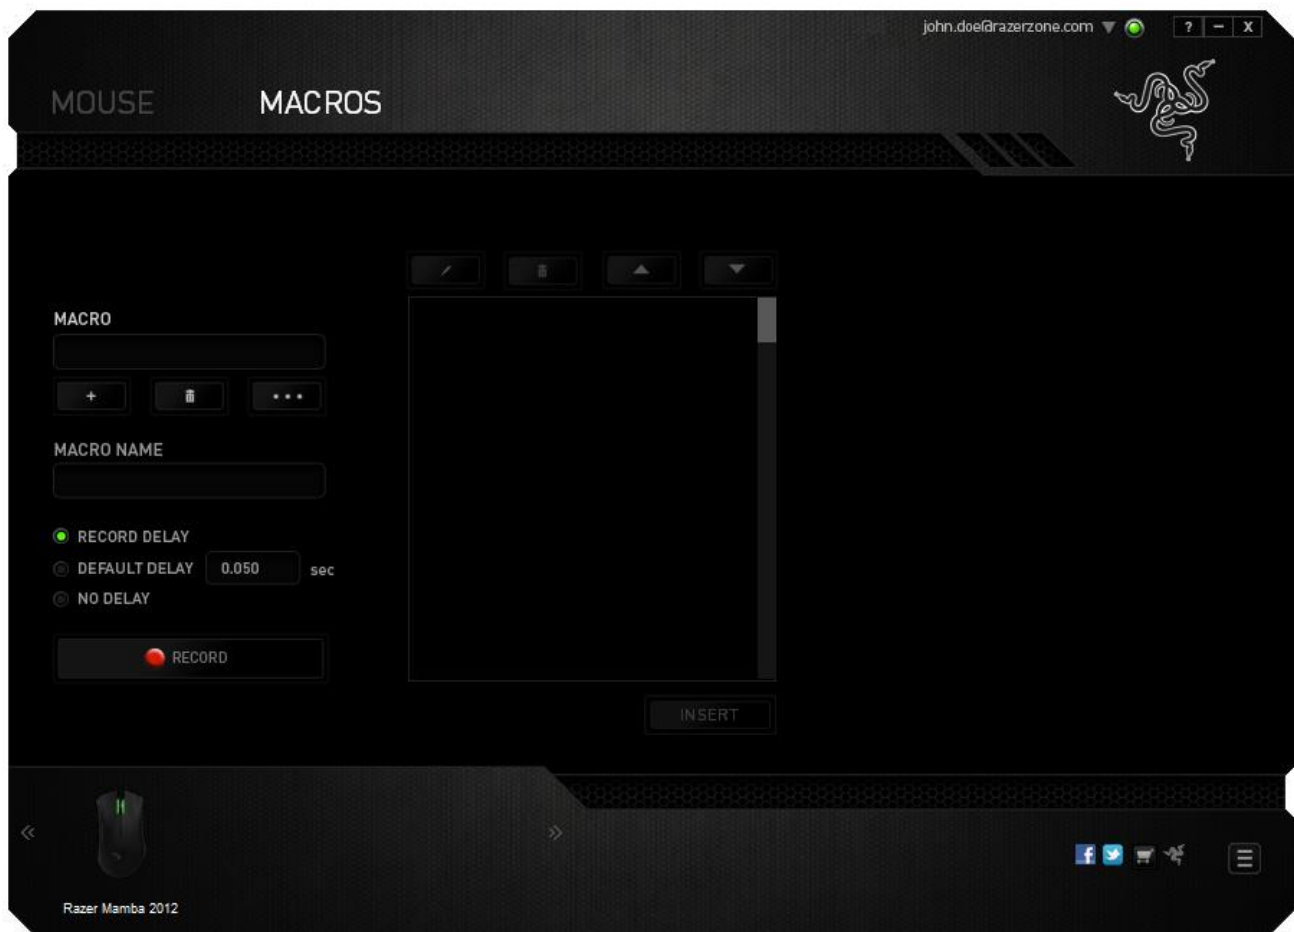 john.doe@razerzone.com
? – X
MOUSE MACROS
MACRO
+
MACRO NAME
RECORD DELAY
DEFAULT DELAY 0.050 sec
NO DELAY
RECORD
INSERT
Razer Mamba 2012